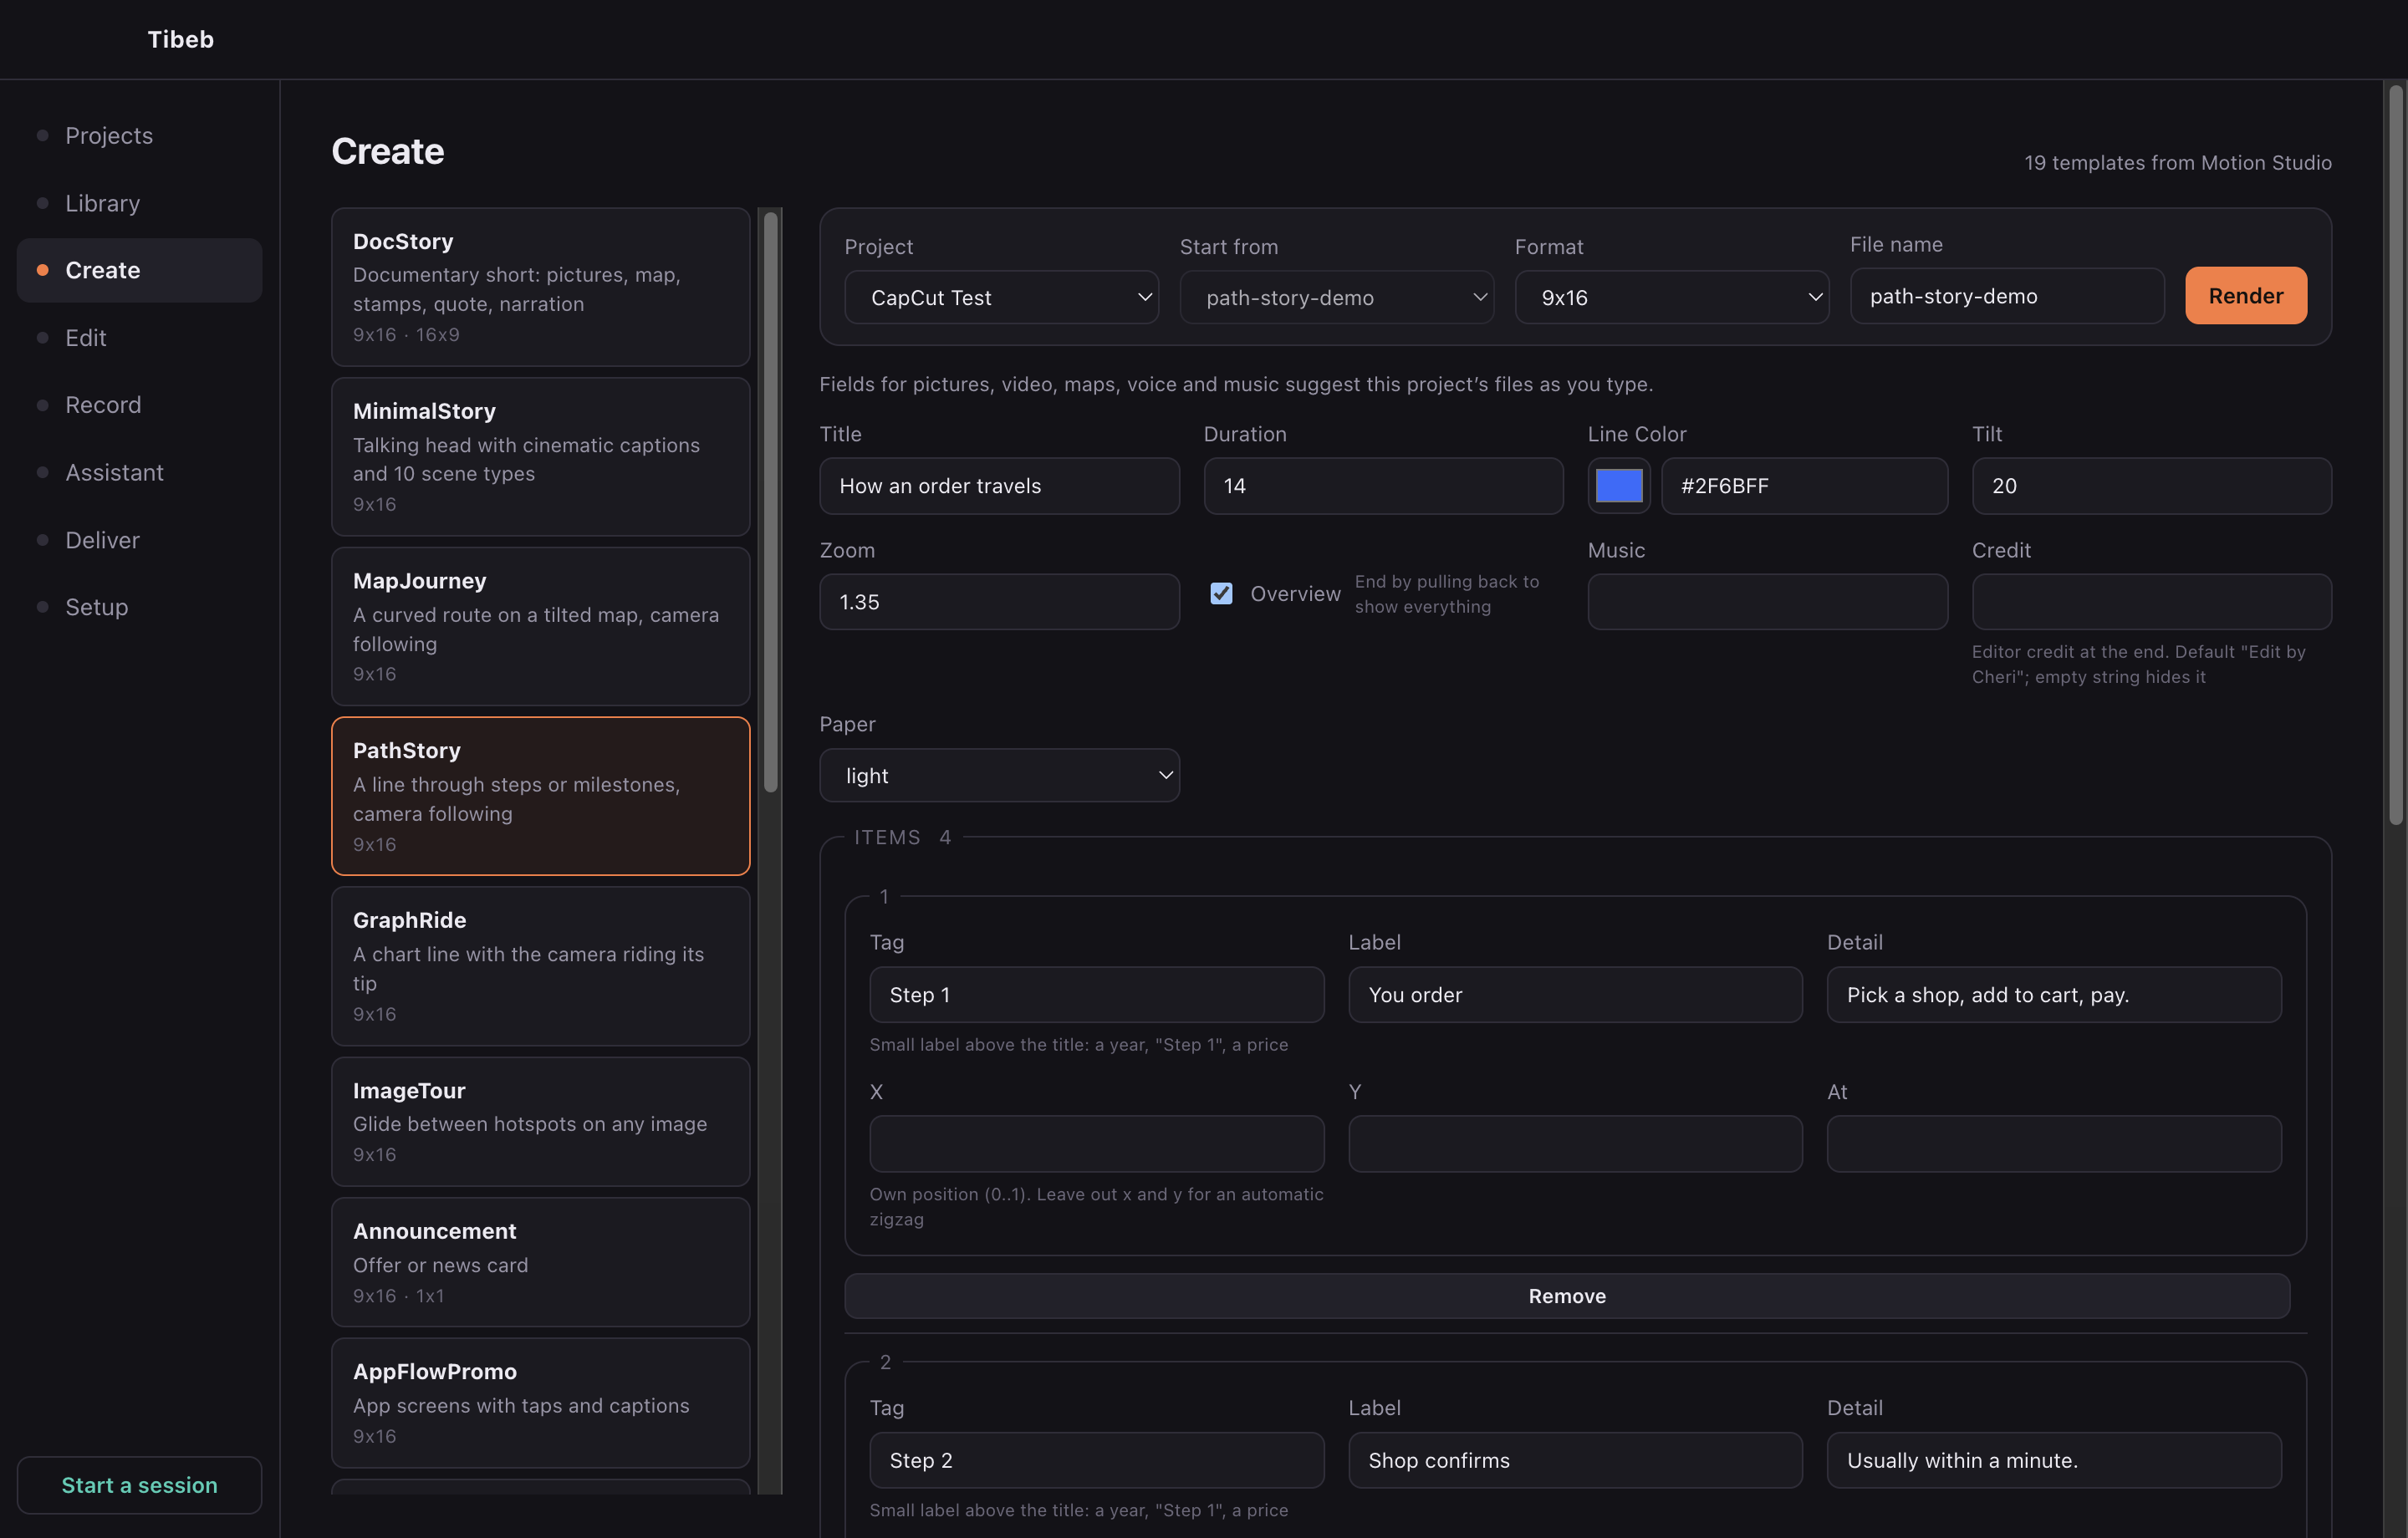 Tibeb
Projects
Library
Create
Edit
Record
Assistant
Deliver
Setup
Start a session
Create
19 templates from Motion Studio
DocStory
Documentary short: pictures, map,
stamps, quote, narration
9x16 · 16x9
MinimalStory
Talking head with cinematic captions
and 10 scene types
9x16
MapJourney
A curved route on a tilted map, camera
following
9x16
PathStory
A line through steps or milestones,
camera following
9x16
GraphRide
A chart line with the camera riding its
tip
9x16
ImageTour
Glide between hotspots on any image
9x16
Announcement
Offer or news card
9x16 · 1x1
AppFlowPromo
App screens with taps and captions
9x16
Project
Start from
Format
File name
CapCut Test
path-story-demo
9x16
path-story-demo
Render
Fields for pictures, video, maps, voice and music suggest this project’s files as you type.
Title
Duration
Line Color
Tilt
How an order travels
14
#2F6BFF
20
Zoom
Music
Credit
1.35
Overview
End by pulling back to
show everything
Editor credit at the end. Default "Edit by
Cheri"; empty string hides it
Paper
light
ITEMS 4
1
Tag
Label
Detail
Step 1
You order
Pick a shop, add to cart, pay.
Small label above the title: a year, "Step 1", a price
X
Y
At
Own position (0..1). Leave out x and y for an automatic
zigzag
Remove
2
Tag
Label
Detail
Step 2
Shop confirms
Usually within a minute.
Small label above the title: a year, "Step 1", a price